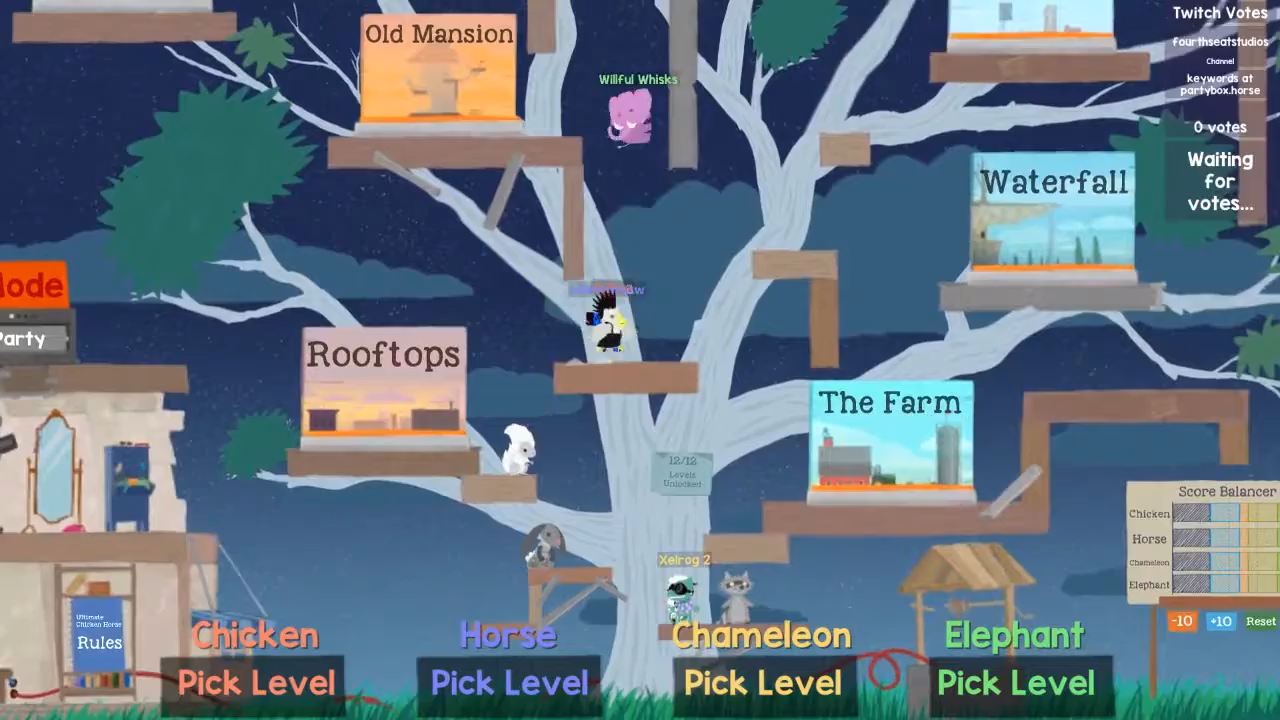 Old Mansion
Willful Whisks
Twitch Votes
fourthseatstudios
Channel
keywords at
partybox.horse
0 votes
Waiting
for
votes...
Waterfall
Mode
Party
Rooftops
The Farm
12/12
Levels
Unlocked
Score Balancer
Chicken
Horse
Chameleon
Elephant
-10
+10
Reset
Xelrog 2
Ultimate
Chicken Horse
Rules
Chicken
Pick Level
Horse
Pick Level
Chameleon
Pick Level
Elephant
Pick Level